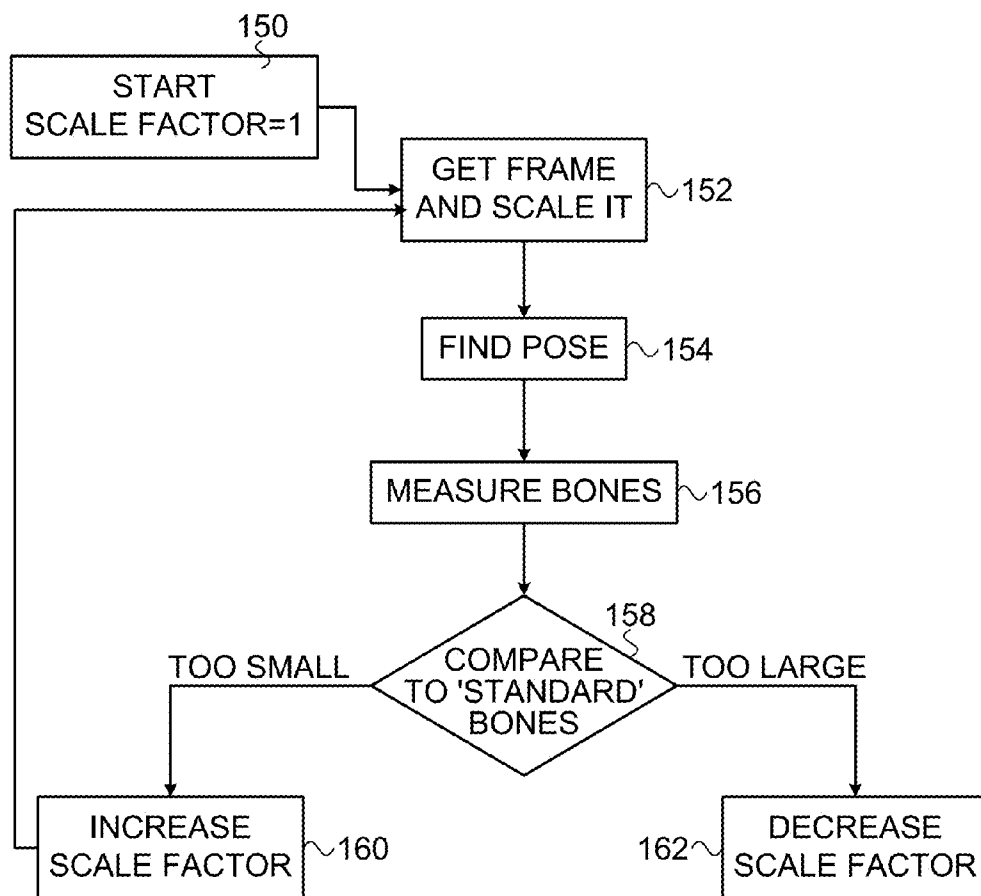 150
START
SCALE FACTOR=1
GET FRAME
AND SCALE IT
152
FIND POSE
154
MEASURE BONES
156
158
TOO SMALL
COMPARE
TO 'STANDARD'
BONES
TOO LARGE
INCREASE
SCALE FACTOR
160
162
DECREASE
SCALE FACTOR